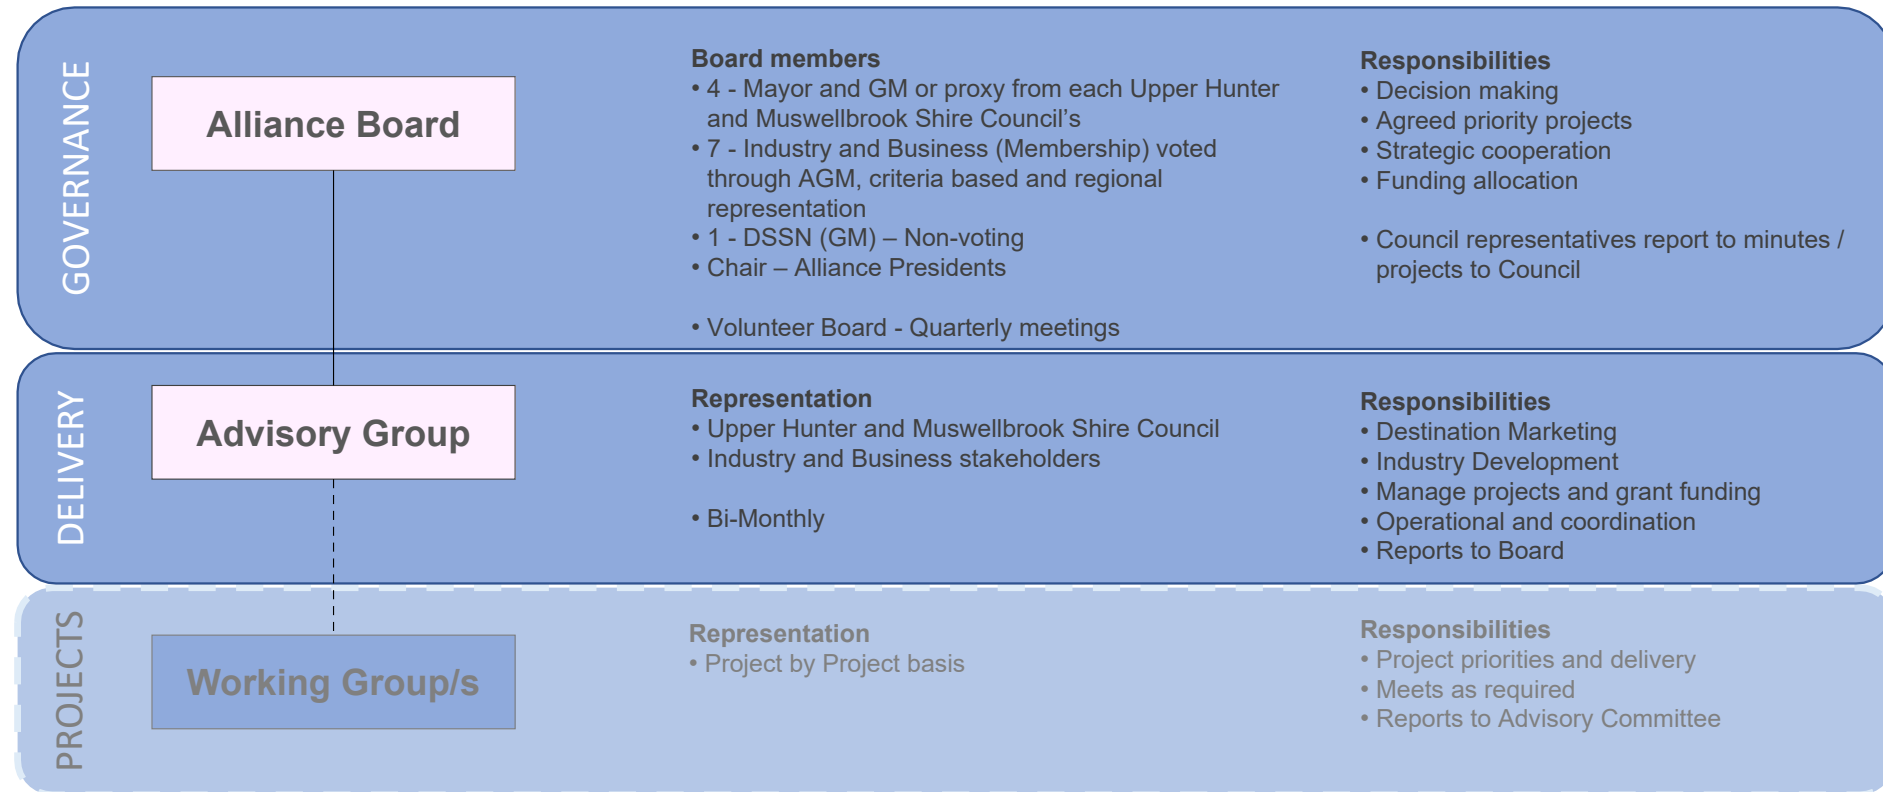 GOVERNANCE
Alliance Board
Board members
• 4 - Mayor and GM or proxy from each Upper Hunter
and Muswellbrook Shire Council’s
• 7 - Industry and Business (Membership) voted
through AGM, criteria based and regional
representation
• 1 - DSSN (GM) – Non-voting
• Chair – Alliance Presidents
• Volunteer Board - Quarterly meetings
Responsibilities
• Decision making
• Agreed priority projects
• Strategic cooperation
• Funding allocation
• Council representatives report to minutes /
projects to Council
DELIVERY
Advisory Group
Representation
• Upper Hunter and Muswellbrook Shire Council
• Industry and Business stakeholders
• Bi-Monthly
Responsibilities
• Destination Marketing
• Industry Development
• Manage projects and grant funding
• Operational and coordination
• Reports to Board
PROJECTS
Working Group/s
Representation
• Project by Project basis
Responsibilities
• Project priorities and delivery
• Meets as required
• Reports to Advisory Committee